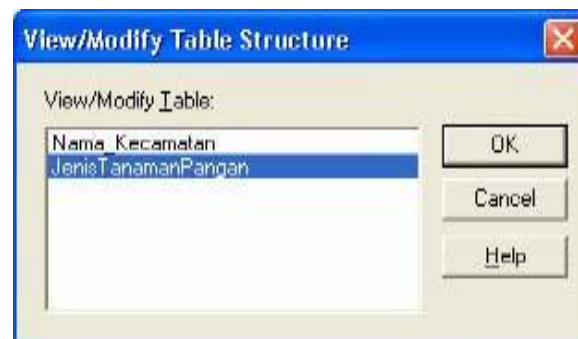 View/Modify Table Structure
View/Modify Table:
Nama_Kecamatan
JenisTanamanPangan
OK
Cancel
Help